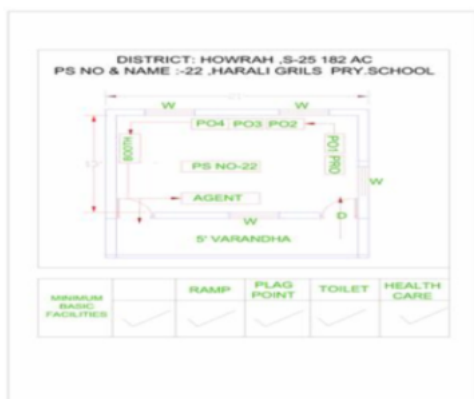 DISTRICT: HOWRAH ,S-25 182 AC
PS NO & NAME :-22 ,HARALI GRILS PRY.SCHOOL
W W
PO4 PO3 PO2
BOOTH
PO1 PRO
PS NO-22
W
AGENT
W
D
5' VARANDHA
MINIMUM BASIC FACILITIES
RAMP
PLAG POINT
TOILET
HEALTH CARE